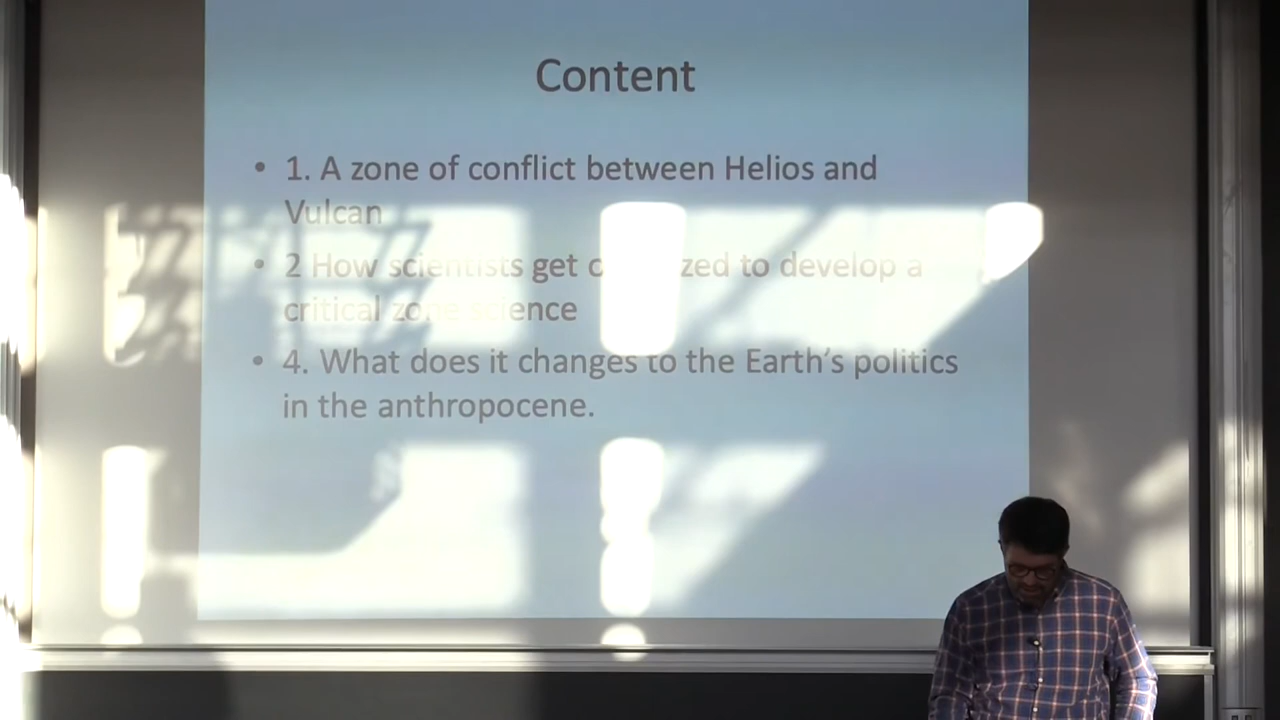 Content
• 1. A zone of conflict between Helios and
Vulcan
• 2 How scientists get to develop a
critical zone science
• 4. What does it changes to the Earth's politics
in the anthropocene.